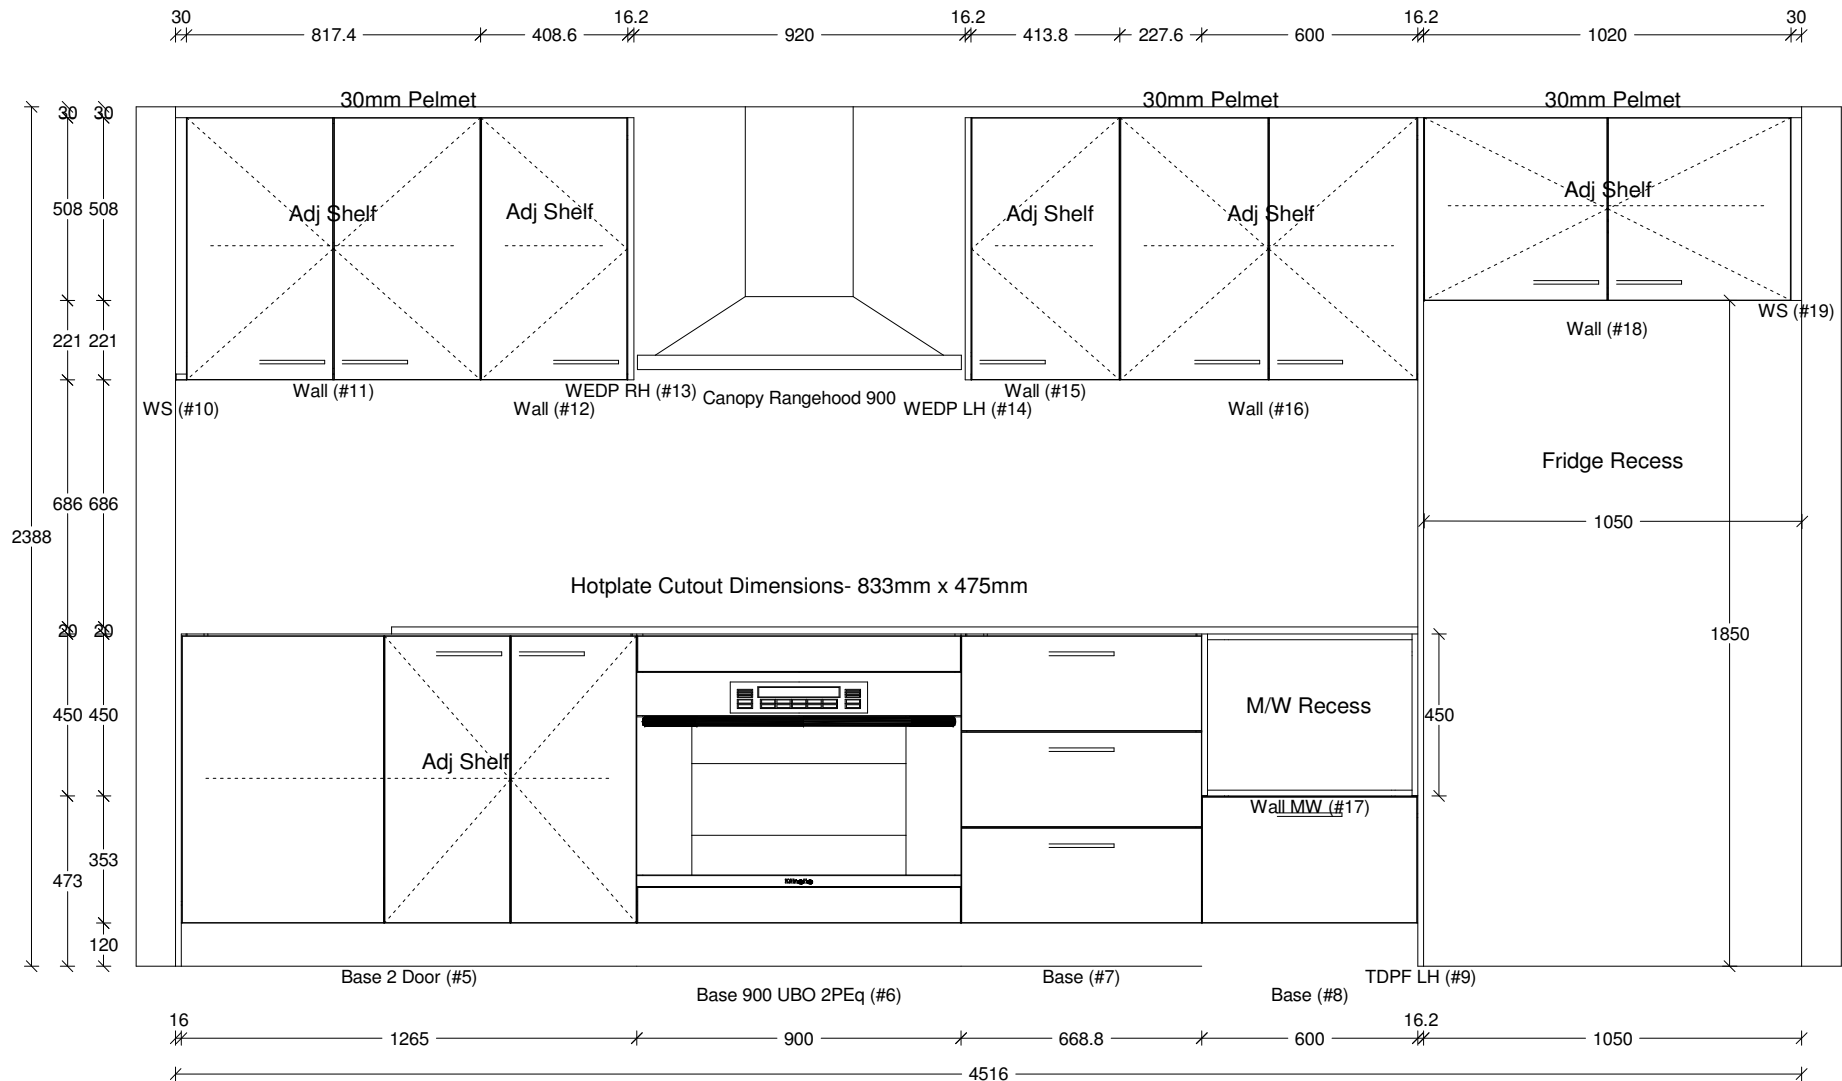 30 16.2 16.2 16.2 30
817.4 408.6 920 413.8 227.6 600 1020
30mm Pelmet 30mm Pelmet 30mm Pelmet
30 30
508 508 Adj Shelf Adj Shelf Adj Shelf Adj Shelf Adj Shelf
WS (#19)
Wall (#18)
221 221
Wall (#11) WEDP RH (#13) Canopy Rangehood 900 Wall (#15)
WS (#10) Wall (#12) WEDP LH (#14) Wall (#16)
Fridge Recess
686 686
1050
2388
Hotplate Cutout Dimensions- 833mm x 475mm
20 20
1850
450 450 M/W Recess 450
Adj Shelf
Wall MW (#17)
353
473
120
Base 2 Door (#5) Base (#7) TDPF LH (#9)
Base 900 UBO 2PEq (#6) Base (#8)
16 16.2
1265 900 668.8 600 1050
4516